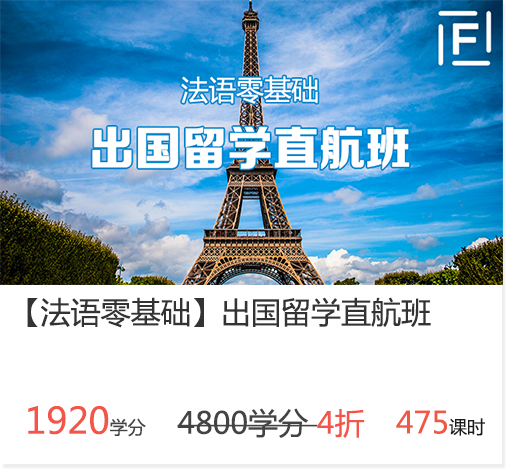 F
法语零基础
出国留学直航班
【法语零基础】出国留学直航班
1920学分 4800学分 4折 475课时